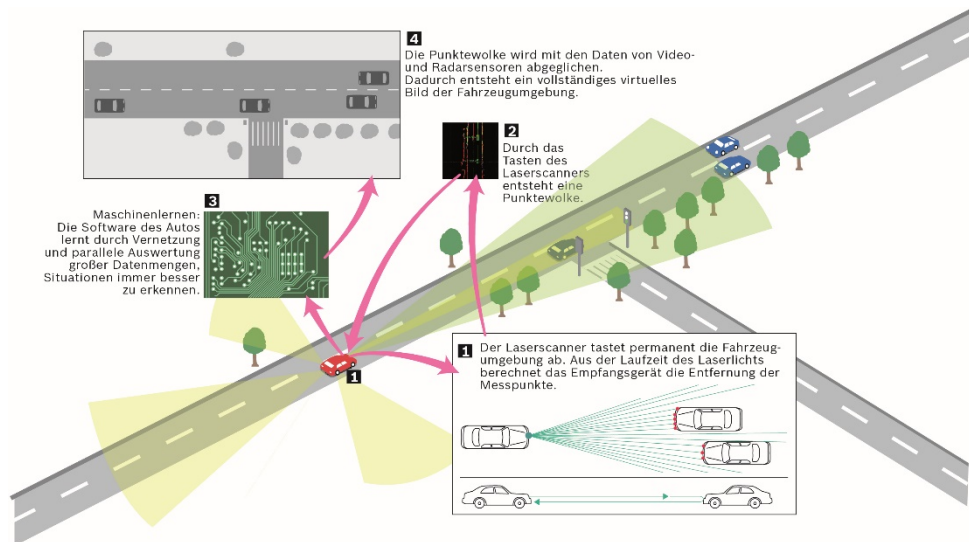 4
Die Punktewolke wird mit den Daten von Video-
und Radarsensoren abgeglichen.
Dadurch entsteht ein vollständiges virtuelles
Bild der Fahrzeugumgebung.
2
Durch das
Tasten des
Laserscanners
entsteht eine
Punktewolke.
3
Maschinenlernen:
Die Software des Autos
lernt durch Vernetzung
und parallele Auswertung
großer Datenmengen,
Situationen immer besser
zu erkennen.
1
1
Der Laserscanner tastet permanent die Fahrzeug-
umgebung ab. Aus der Laufzeit des Laserlichts
berechnet das Empfangsgerät die Entfernung der
Messpunkte.